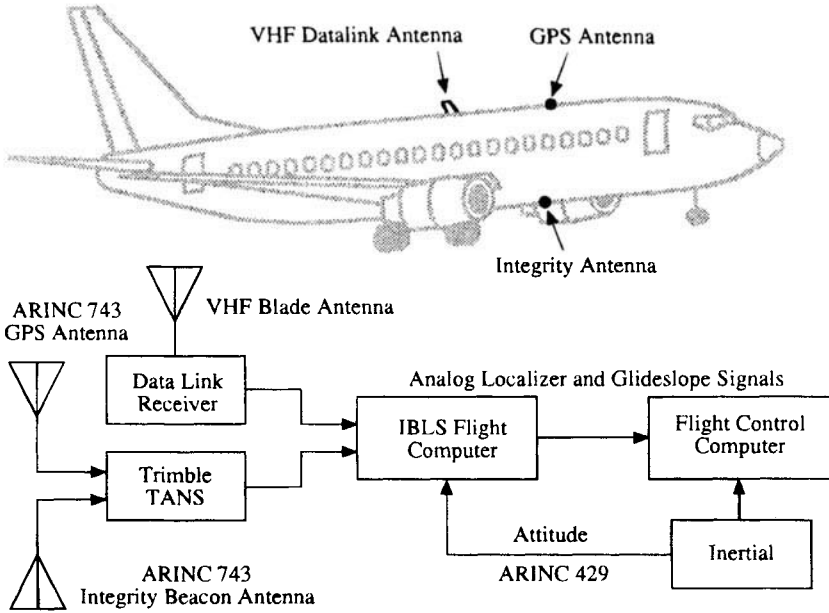 VHF Datalink Antenna
GPS Antenna
Integrity Antenna
ARINC 743
GPS Antenna
VHF Blade Antenna
Data Link
Receiver
Analog Localizer and Glideslope Signals
IBLS Flight
Computer
Flight Control
Computer
Trimble
TANS
Attitude
ARINC 429
Inertial
ARINC 743
Integrity Beacon Antenna